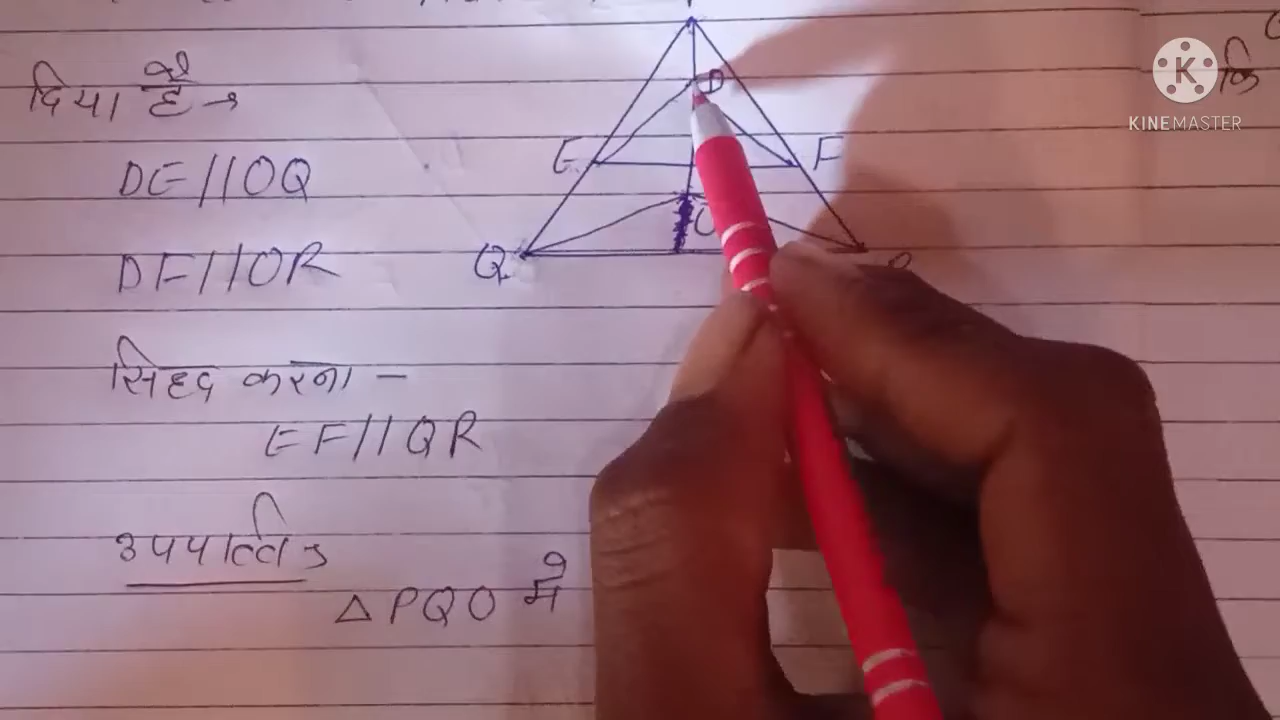 दिया है →
DE//OQ
DF//OR
सिद्ध करना -
EF//QR
उपपत्ति →
△ PQO में
D
E
F
O
Q
कि
K
KINEMASTER